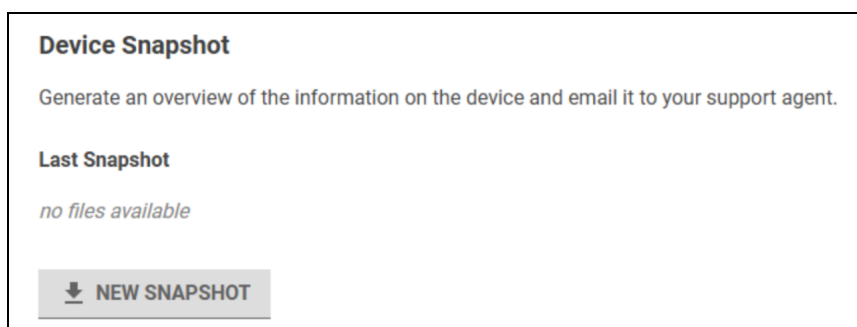 Device Snapshot
Generate an overview of the information on the device and email it to your support agent.
Last Snapshot
no files available
NEW SNAPSHOT